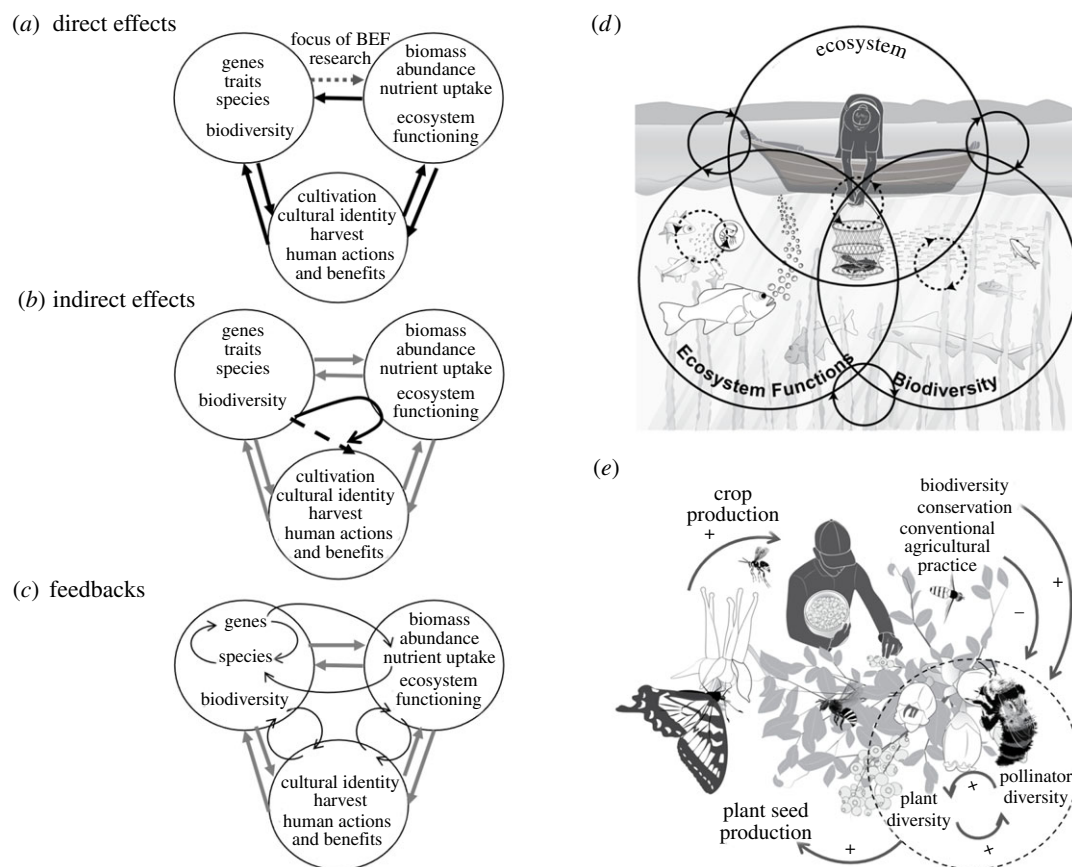 (a) direct effects
genes
traits
species
biodiversity
focus of BEF
research
biomass
abundance
nutrient uptake
ecosystem
functioning
cultivation
cultural identity
harvest
human actions
and benefits
(b) indirect effects
genes
traits
species
biodiversity
biomass
abundance
nutrient uptake
ecosystem
functioning
cultivation
cultural identity
harvest
human actions
and benefits
(c) feedbacks
genes
species
biodiversity
biomass
abundance
nutrient uptake
ecosystem
functioning
cultural identity
harvest
human actions
and benefits
(d)
ecosystem
Ecosystem Functions
Biodiversity
(e)
crop
production
+
biodiversity
conservation
conventional
agricultural
practice
+
−
pollinator
diversity
plant
diversity
+
+
plant seed
production
+